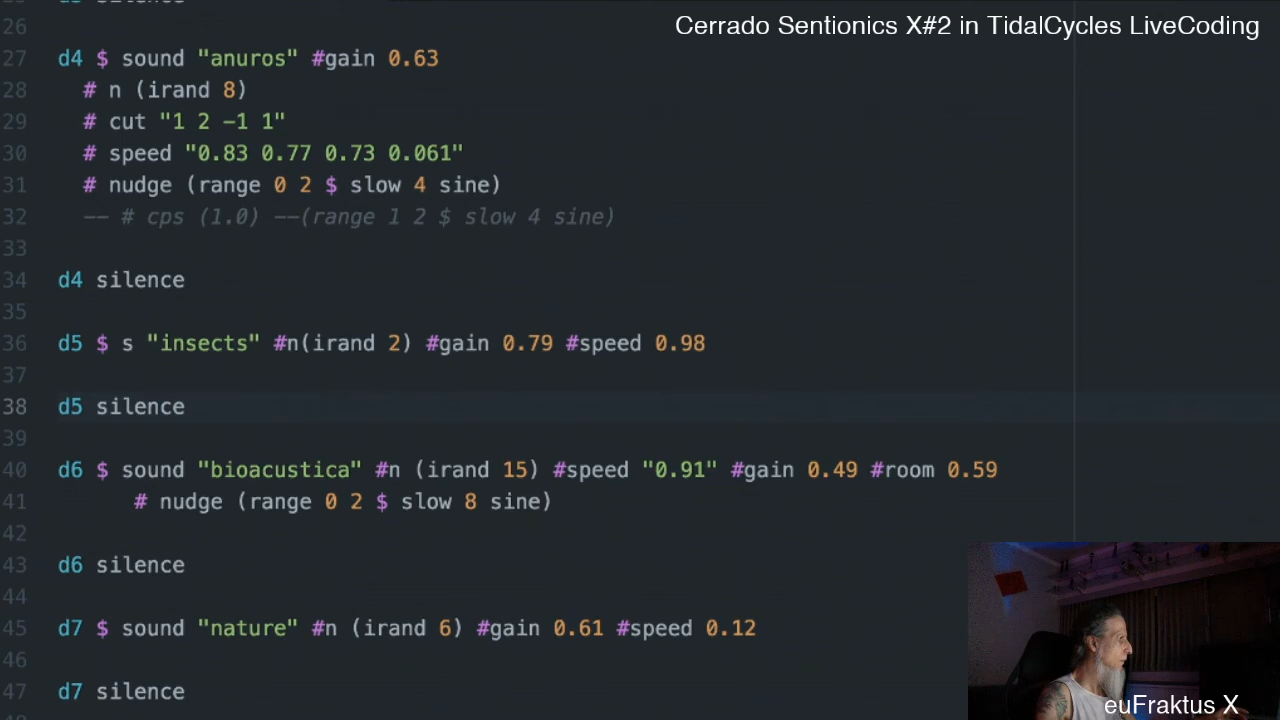 Cerrado Sentionics X#2 in TidalCycles LiveCoding
26
27 d4 $ sound "anuros" #gain 0.63
28 # n (irand 8)
29 # cut "1 2 -1 1"
30 # speed "0.83 0.77 0.73 0.061"
31 # nudge (range 0 2 $ slow 4 sine)
32 -- # cps (1.0) --(range 1 2 $ slow 4 sine)
33
34 d4 silence
35
36 d5 $ s "insects" #n(irand 2) #gain 0.79 #speed 0.98
37
38 d5 silence
39
40 d6 $ sound "bioacustica" #n (irand 15) #speed "0.91" #gain 0.49 #room 0.59
41 # nudge (range 0 2 $ slow 8 sine)
42
43 d6 silence
44
45 d7 $ sound "nature" #n (irand 6) #gain 0.61 #speed 0.12
46
47 d7 silence
euFraktus X